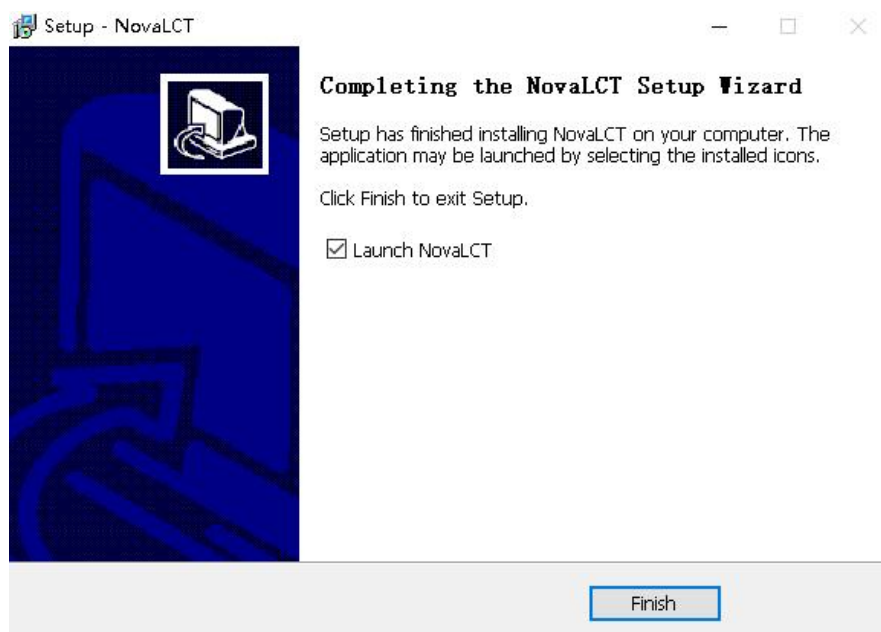 Setup - NovaLCT
Completing the NovaLCT Setup Wizard
Setup has finished installing NovaLCT on your computer. The
application may be launched by selecting the installed icons.
Click Finish to exit Setup.
Launch NovaLCT
Finish